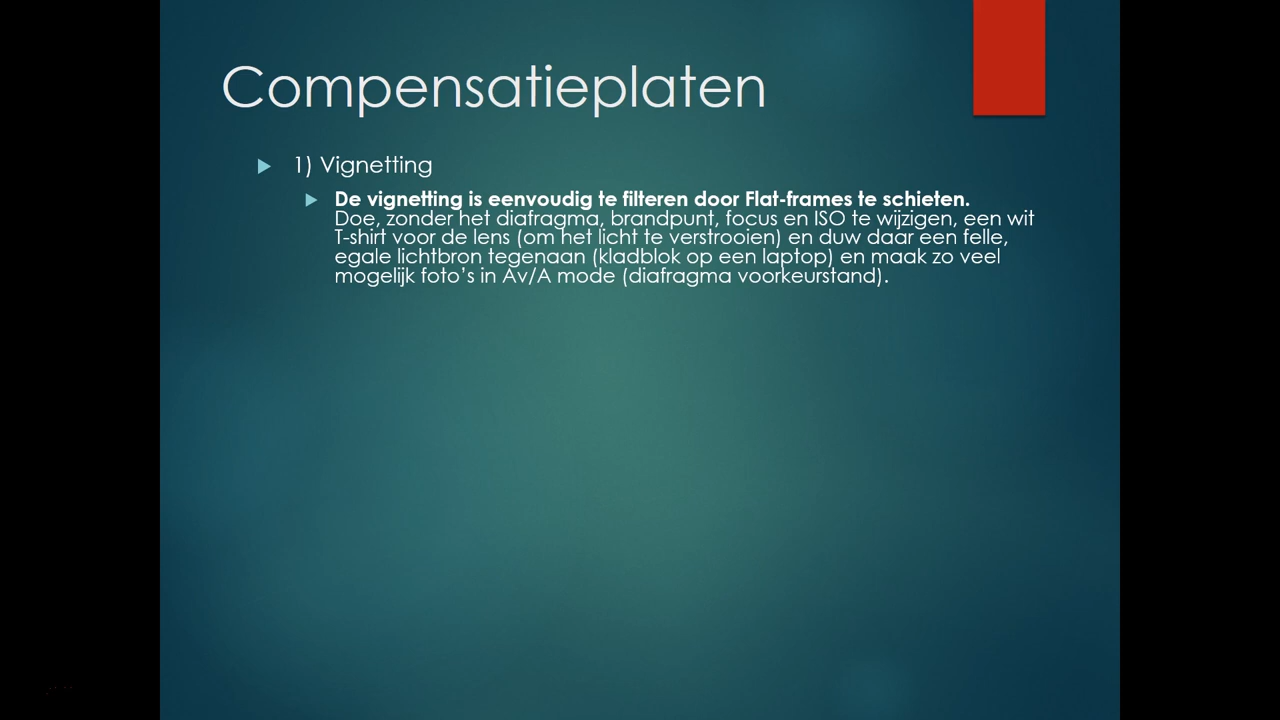 Compensatieplaten
1) Vignetting
De vignetting is eenvoudig te filteren door Flat-frames te schieten.
Doe, zonder het diafragma, brandpunt, focus en ISO te wijzigen, een wit
T-shirt voor de lens (om het licht te verstrooien) en duw daar een felle,
egale lichtbron tegenaan (kladblok op een laptop) en maak zo veel
mogelijk foto’s in Av/A mode (diafragma voorkeurstand).